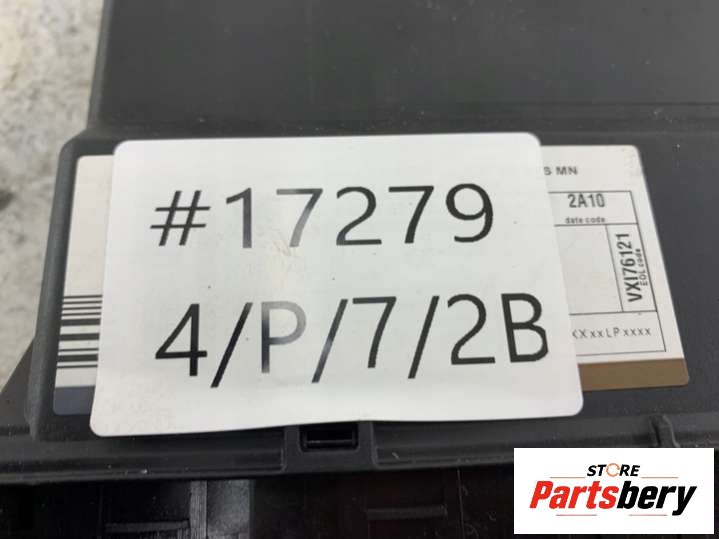 #17279
4/P/7/2B
S MN
2A10
date code
VXI76121
EOL code
XXxxLPxxxx
STORE
Partsbery